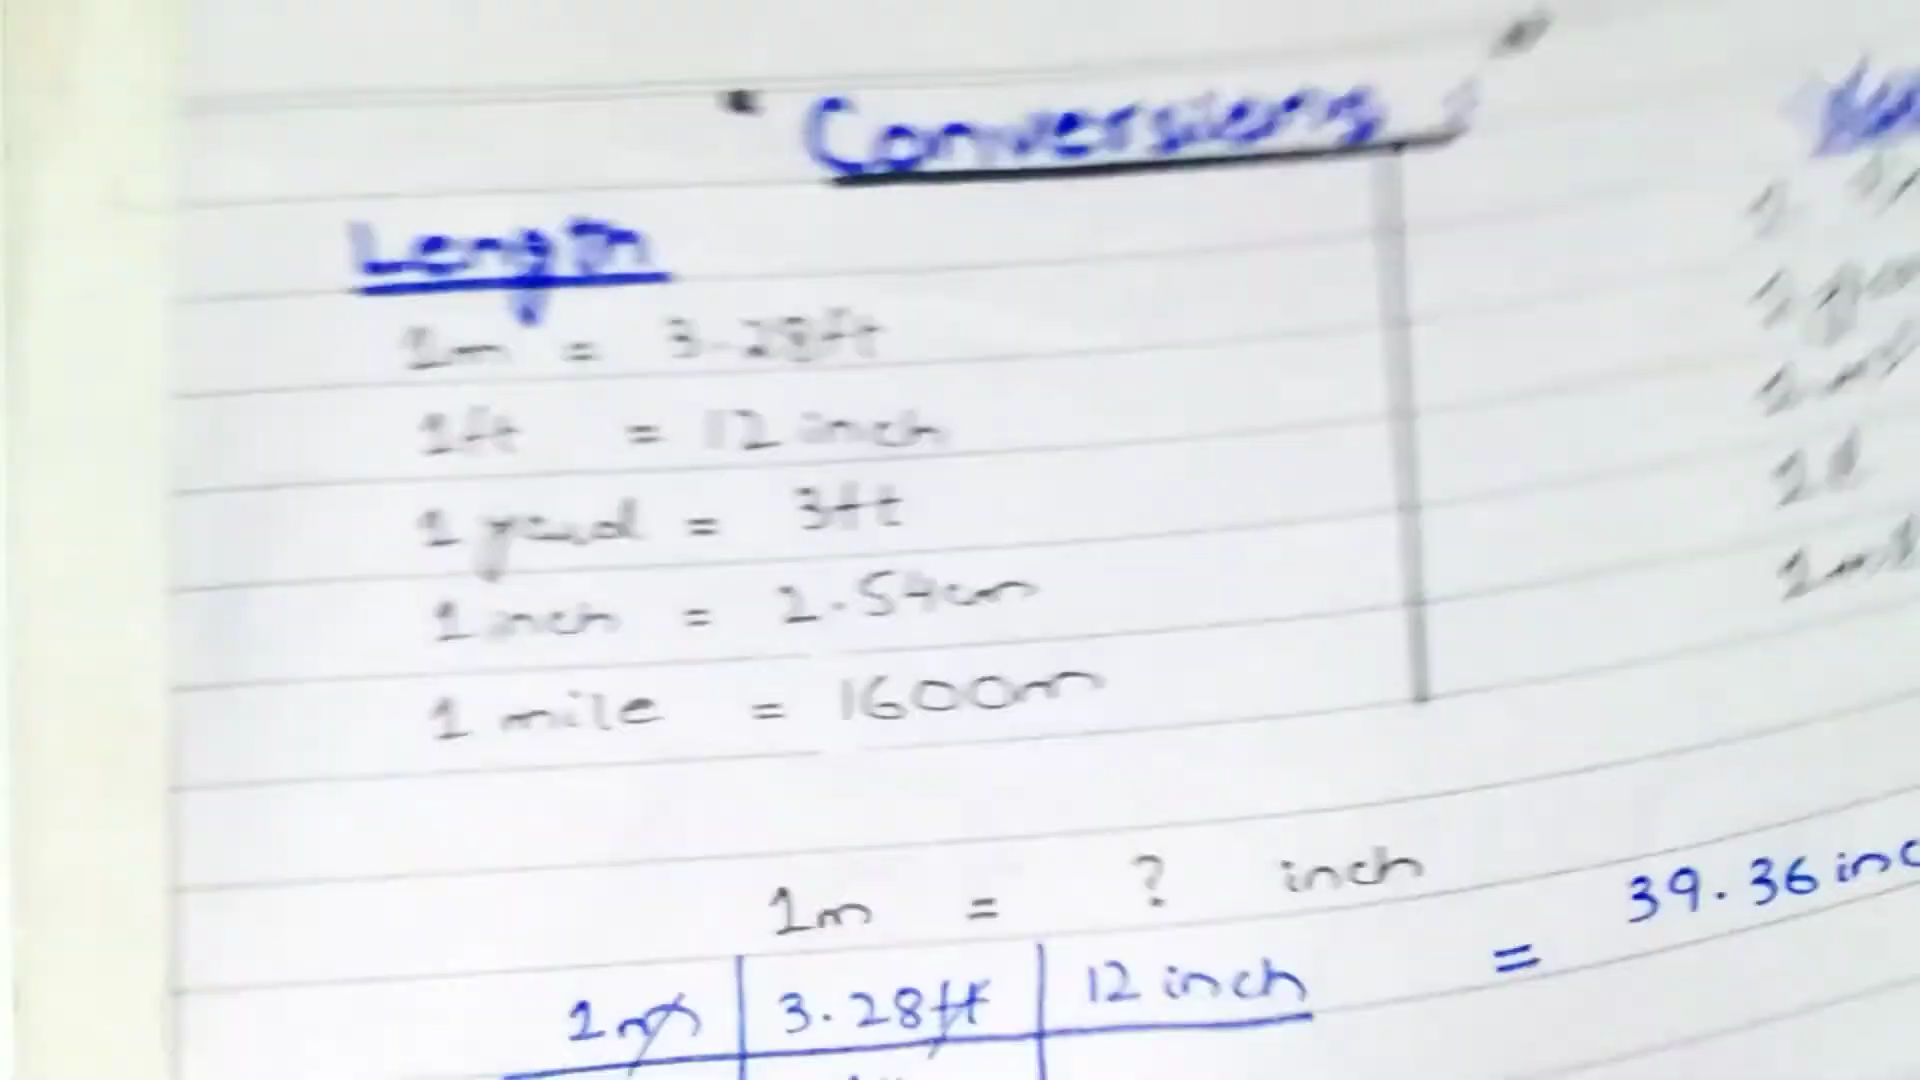 Conversions
Length
1m = 3.28ft
1ft = 12 inch
1 yard = 3ft
1 inch = 2.54cm
1 mile = 1600m
1m = ? inch
1m 3.28ft 12 inch = 39.36 inc